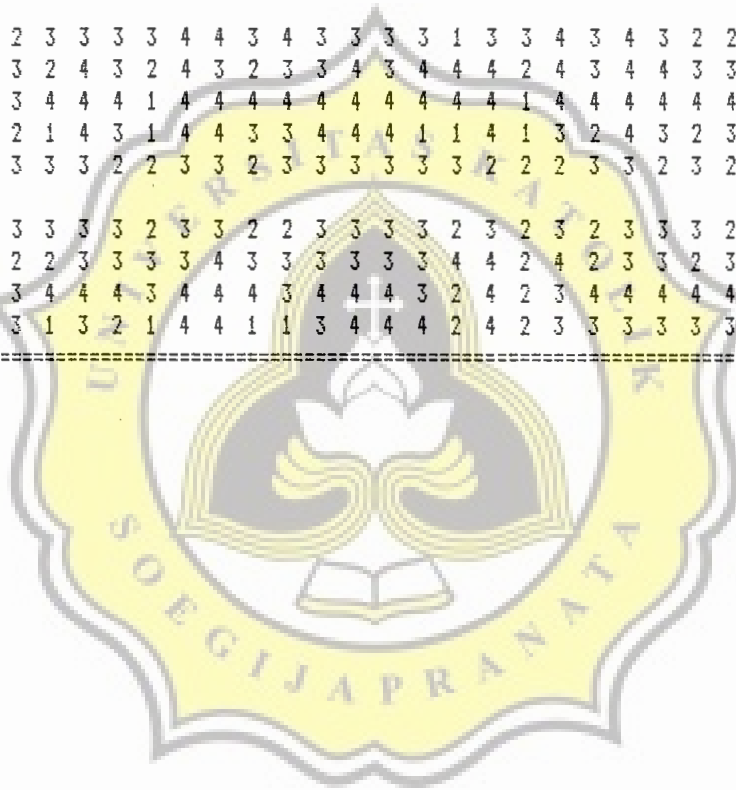 2 3 3 3 3 4 4 3 4 3 3 3 3 1 3 3 4 3 4 3 2 2
3 2 4 3 2 4 3 2 3 3 4 3 4 4 4 2 4 3 4 4 3 3
3 4 4 4 1 4 4 4 4 4 4 4 4 4 4 1 4 4 4 4 4 4
2 1 4 3 1 4 4 3 3 4 4 4 1 1 4 1 3 2 4 3 2 3
3 3 3 2 2 3 3 2 3 3 3 3 3 3 2 2 2 3 3 2 3 2
3 3 3 3 2 3 3 2 2 3 3 3 3 2 3 2 3 2 3 3 3 2
2 2 3 3 3 3 4 3 3 3 3 3 3 4 4 2 4 2 3 3 2 3
3 4 4 4 3 4 4 4 3 4 4 4 3 2 4 2 3 4 4 4 4 4
3 1 3 2 1 4 4 1 1 3 4 4 4 2 4 2 3 3 3 3 3 3
UNIVERSITAS KATOLIK
SOEGIJAPRANATA